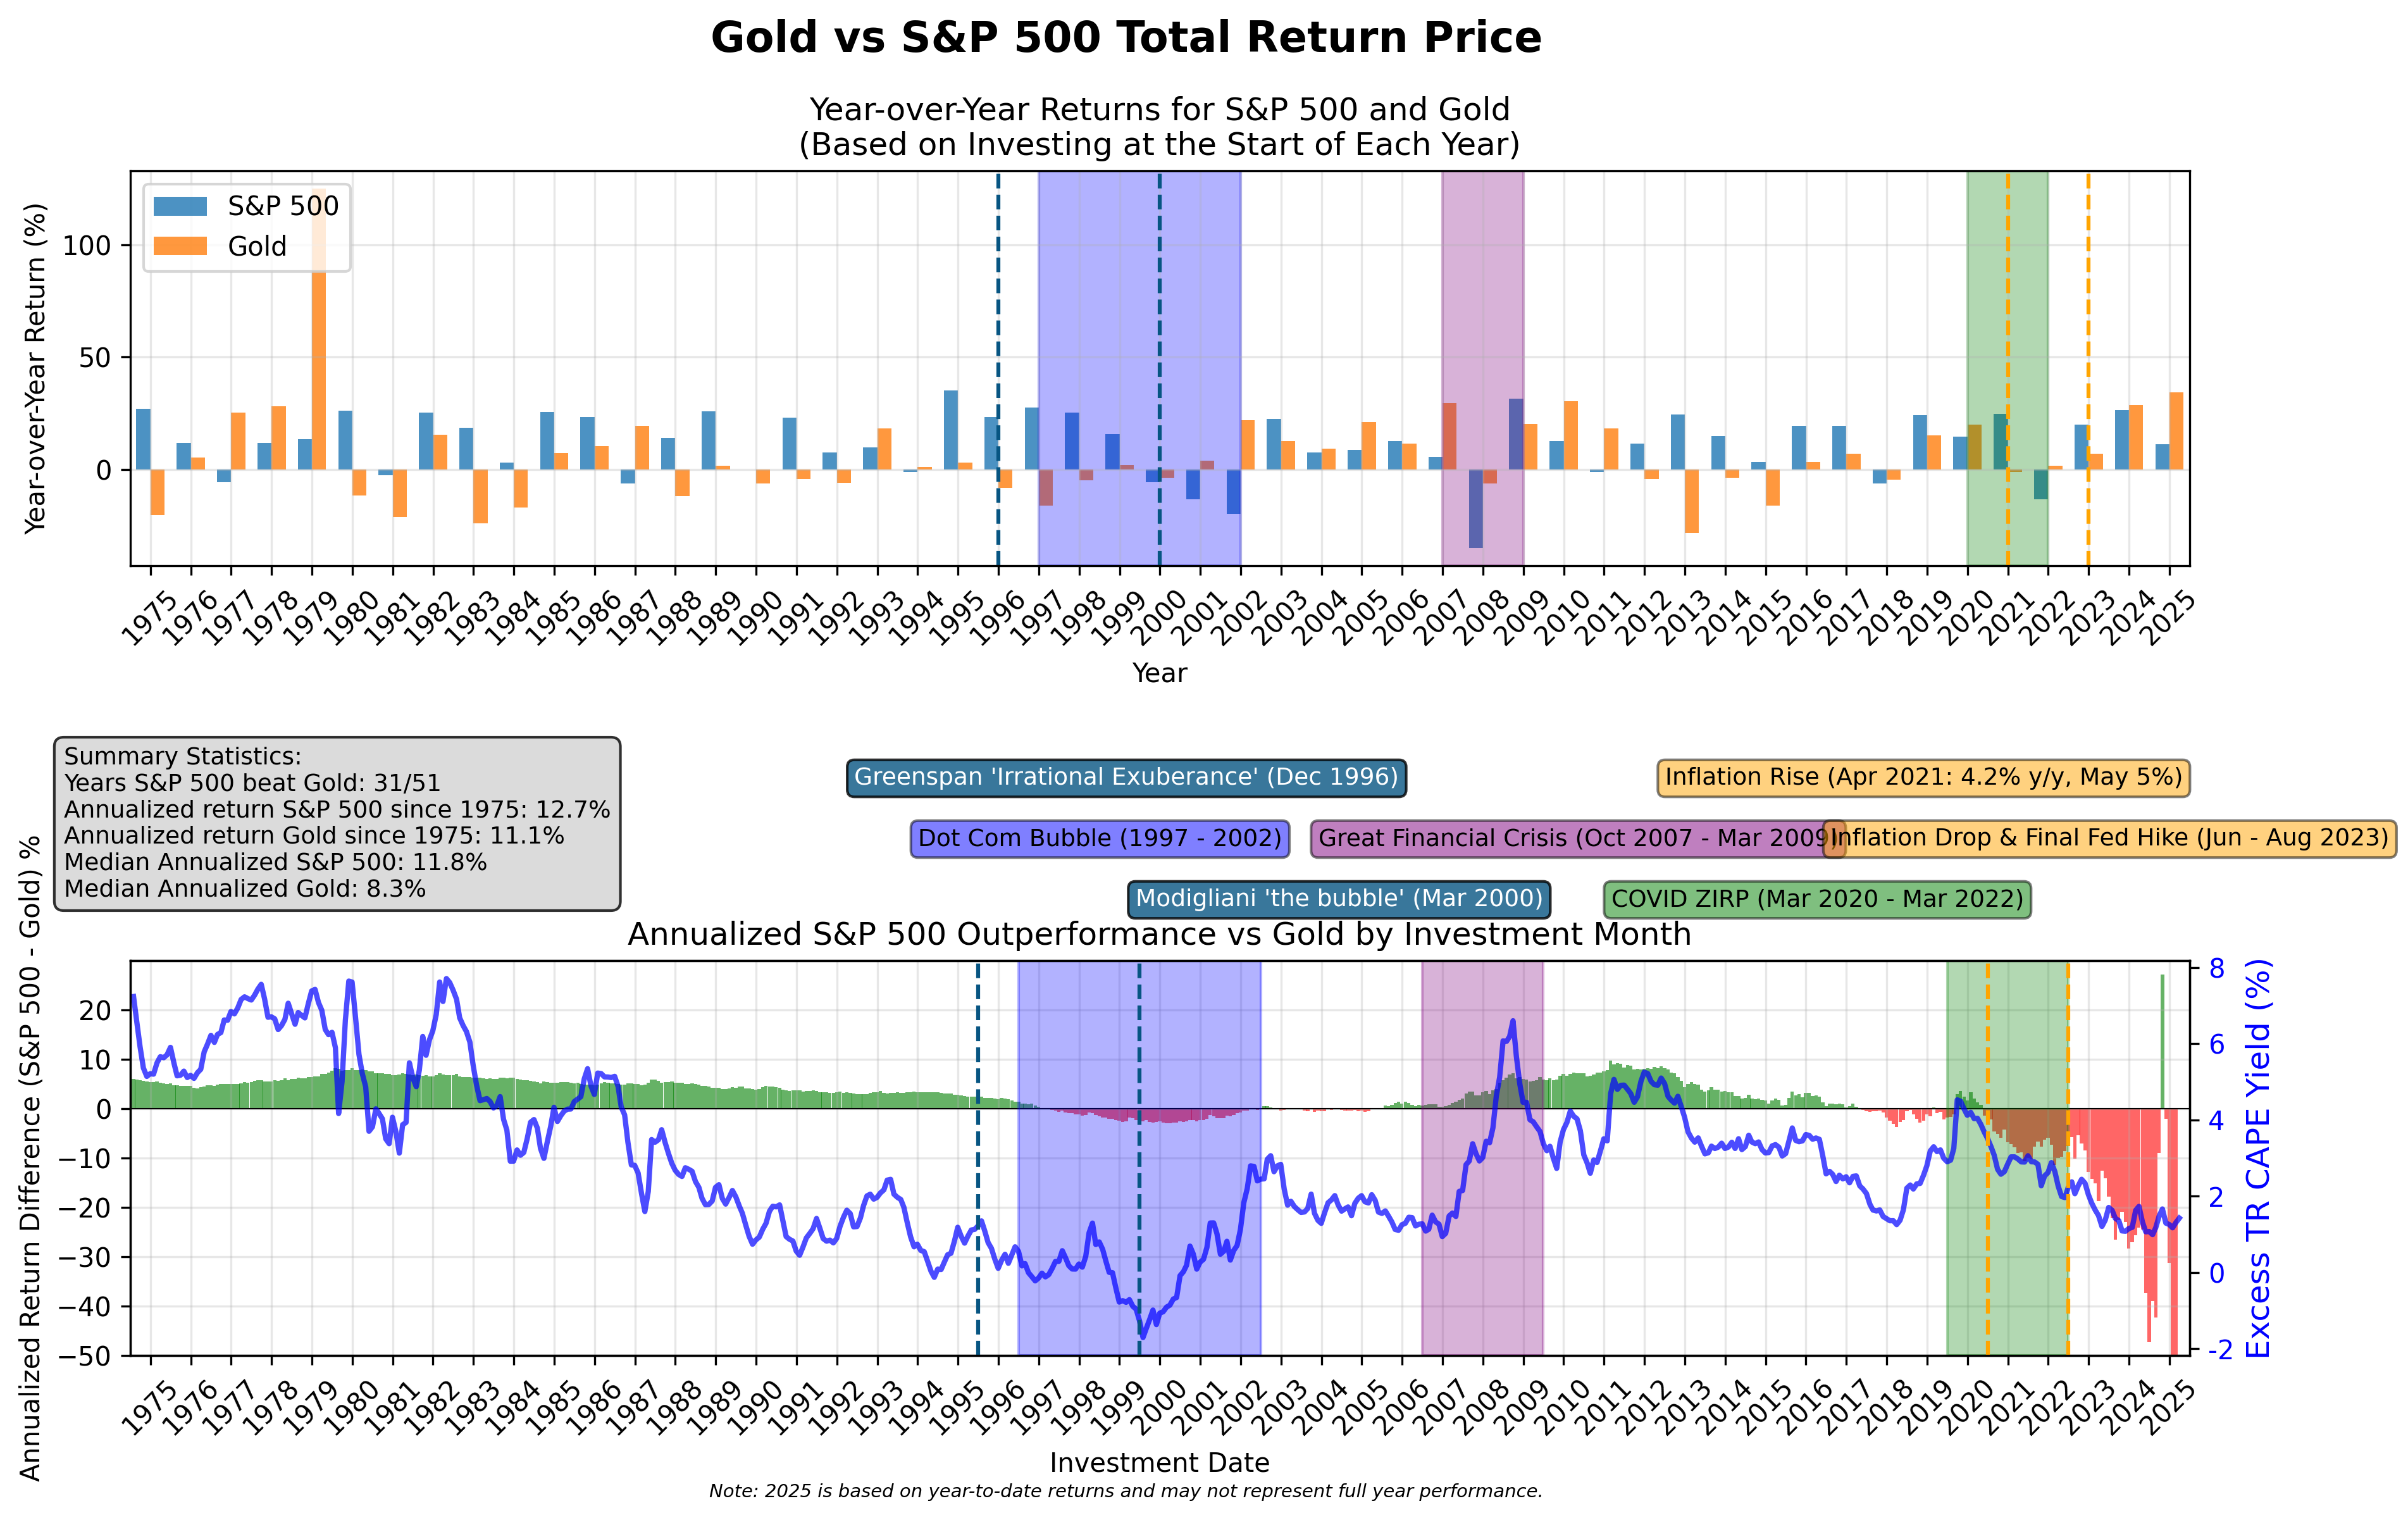 Gold vs S&P 500 Total Return Price
Year-over-Year Returns for S&P 500 and Gold
(Based on Investing at the Start of Each Year)
Year-over-Year Return (%)
100
50
0
S&P 500
Gold
1975 1976 1977 1978 1979 1980 1981 1982 1983 1984 1985 1986 1987 1988 1989 1990 1991 1992 1993 1994 1995 1996 1997 1998 1999 2000 2001 2002 2003 2004 2005 2006 2007 2008 2009 2010 2011 2012 2013 2014 2015 2016 2017 2018 2019 2020 2021 2022 2023 2024 2025
Year
Summary Statistics:
Years S&P 500 beat Gold: 31/51
Annualized return S&P 500 since 1975: 12.7%
Annualized return Gold since 1975: 11.1%
Median Annualized S&P 500: 11.8%
Median Annualized Gold: 8.3%
Greenspan 'Irrational Exuberance' (Dec 1996)
Inflation Rise (Apr 2021: 4.2% y/y, May 5%)
Dot Com Bubble (1997 - 2002)
Great Financial Crisis (Oct 2007 - Mar 2009)
Inflation Drop & Final Fed Hike (Jun - Aug 2023)
Modigliani 'the bubble' (Mar 2000)
COVID ZIRP (Mar 2020 - Mar 2022)
Annualized S&P 500 Outperformance vs Gold by Investment Month
Annualized Return Difference (S&P 500 - Gold) %
20
10
0
−10
−20
−30
−40
−50
8
6
4
2
0
-2
Excess TR CAPE Yield (%)
1975 1976 1977 1978 1979 1980 1981 1982 1983 1984 1985 1986 1987 1988 1989 1990 1991 1992 1993 1994 1995 1996 1997 1998 1999 2000 2001 2002 2003 2004 2005 2006 2007 2008 2009 2010 2011 2012 2013 2014 2015 2016 2017 2018 2019 2020 2021 2022 2023 2024 2025
Investment Date
Note: 2025 is based on year-to-date returns and may not represent full year performance.